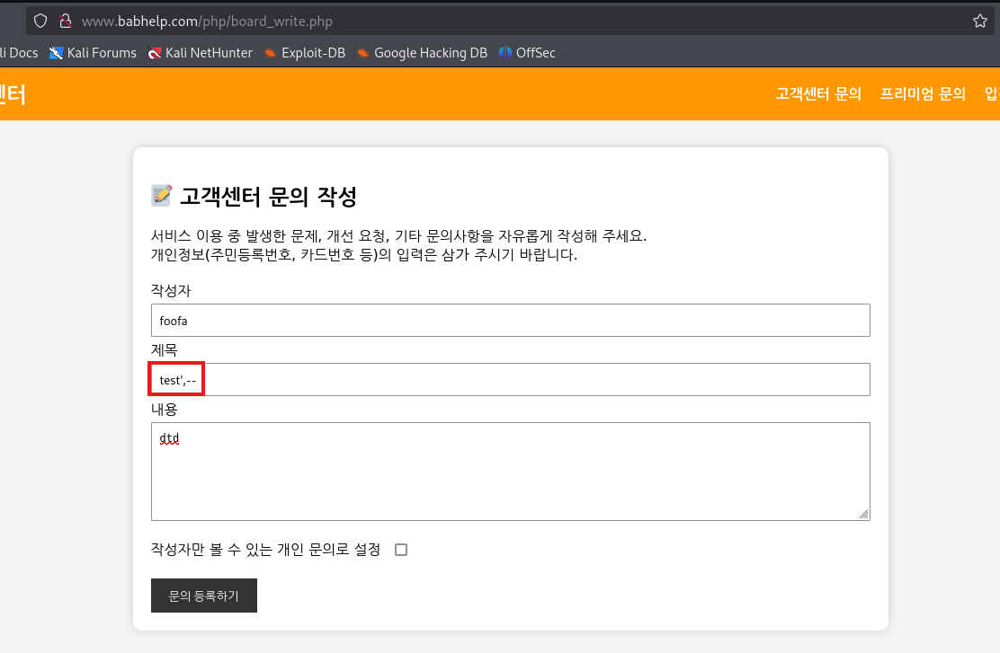 www.babhelp.com/php/board_write.php
li Docs Kali Forums Kali NetHunter Exploit-DB Google Hacking DB OffSec
센터 고객센터 문의 프리미엄 문의
고객센터 문의 작성
서비스 이용 중 발생한 문제, 개선 요청, 기타 문의사항을 자유롭게 작성해 주세요.
개인정보(주민등록번호, 카드번호 등)의 입력은 삼가 주시기 바랍니다.
작성자
foofa
제목
test',--
내용
dtd
작성자만 볼 수 있는 개인 문의로 설정
문의 등록하기